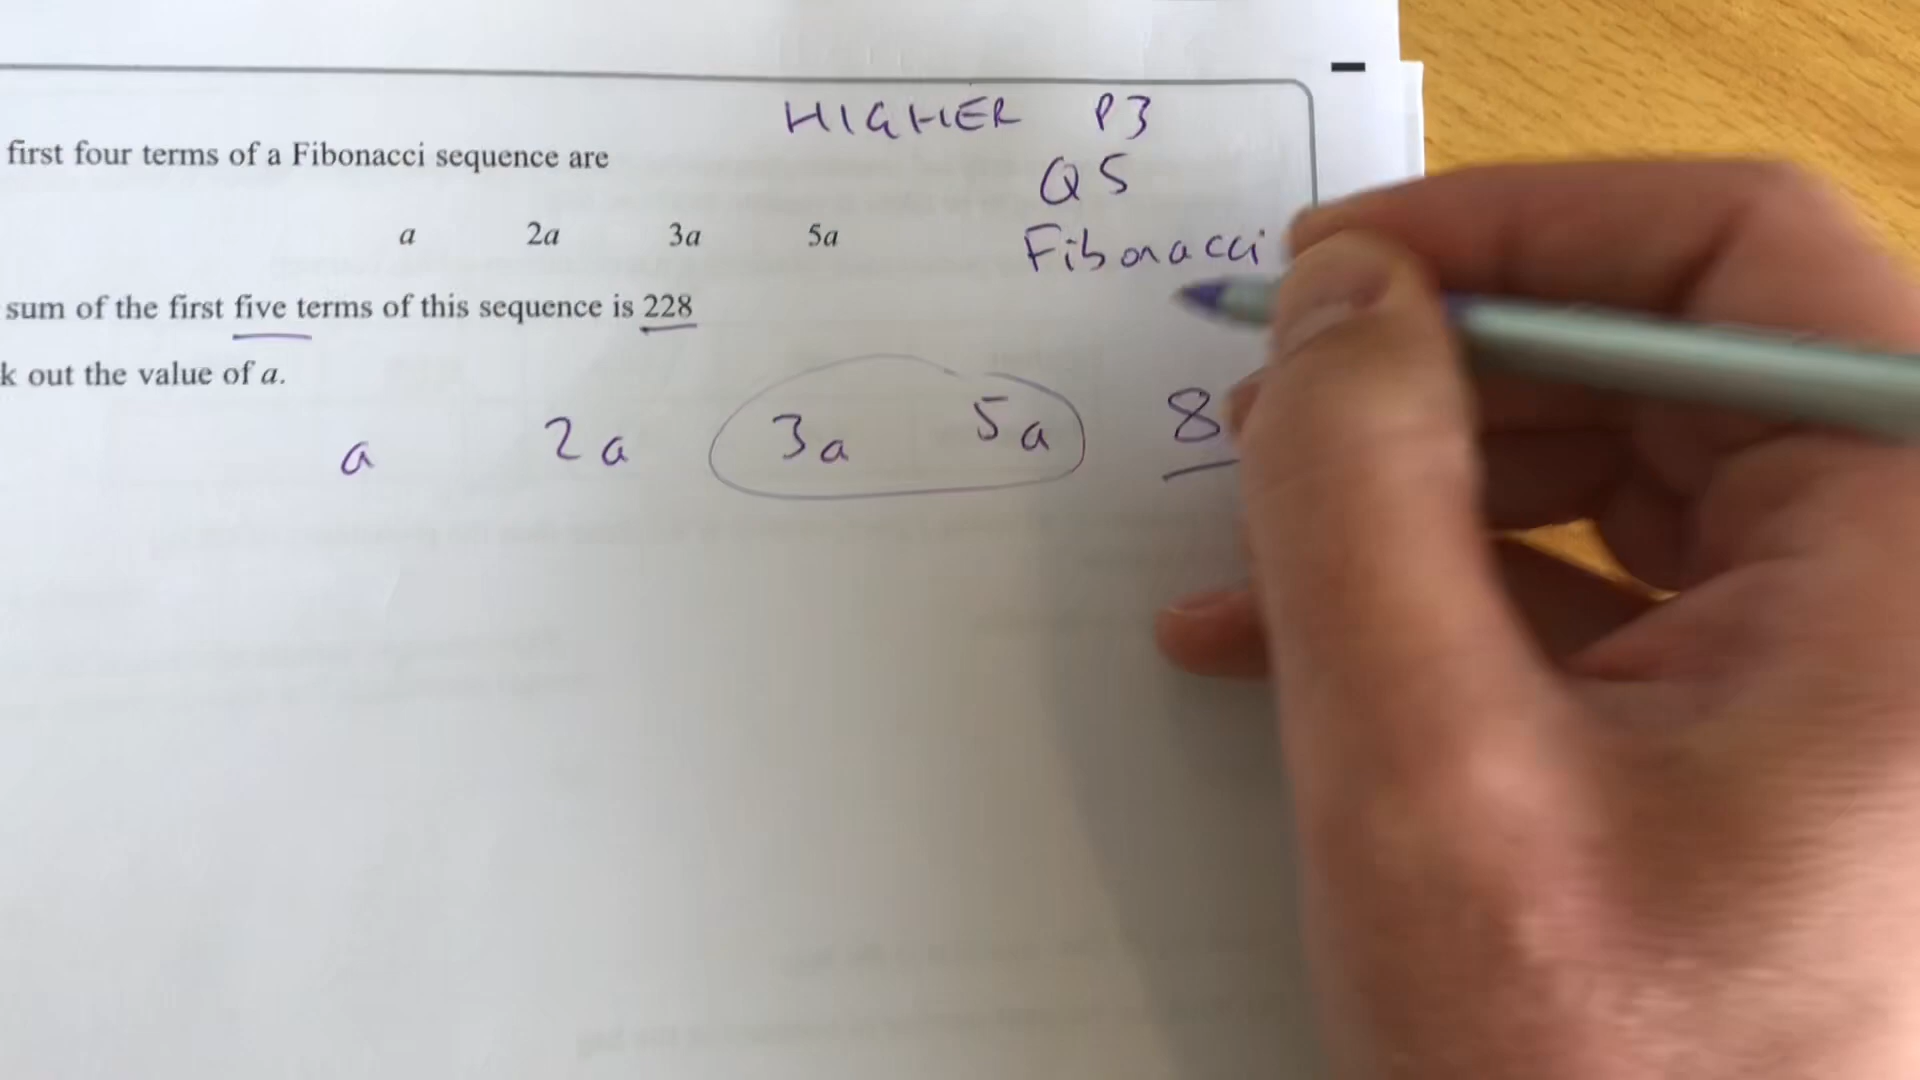 HIGHER P3
first four terms of a Fibonacci sequence are
Q5
a 2a 3a 5a
Fibonacci
sum of the first five terms of this sequence is 228
k out the value of a.
a 2a 3a 5a 8